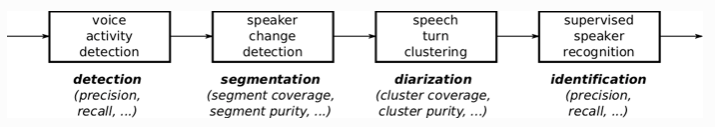 voice
activity
detection
speaker
change
detection
speech
turn
clustering
supervised
speaker
recognition
detection
(precision,
recall, ...)
segmentation
(segment coverage,
segment purity, ...)
diarization
(cluster coverage,
cluster purity, ...)
identification
(precision,
recall, ...)